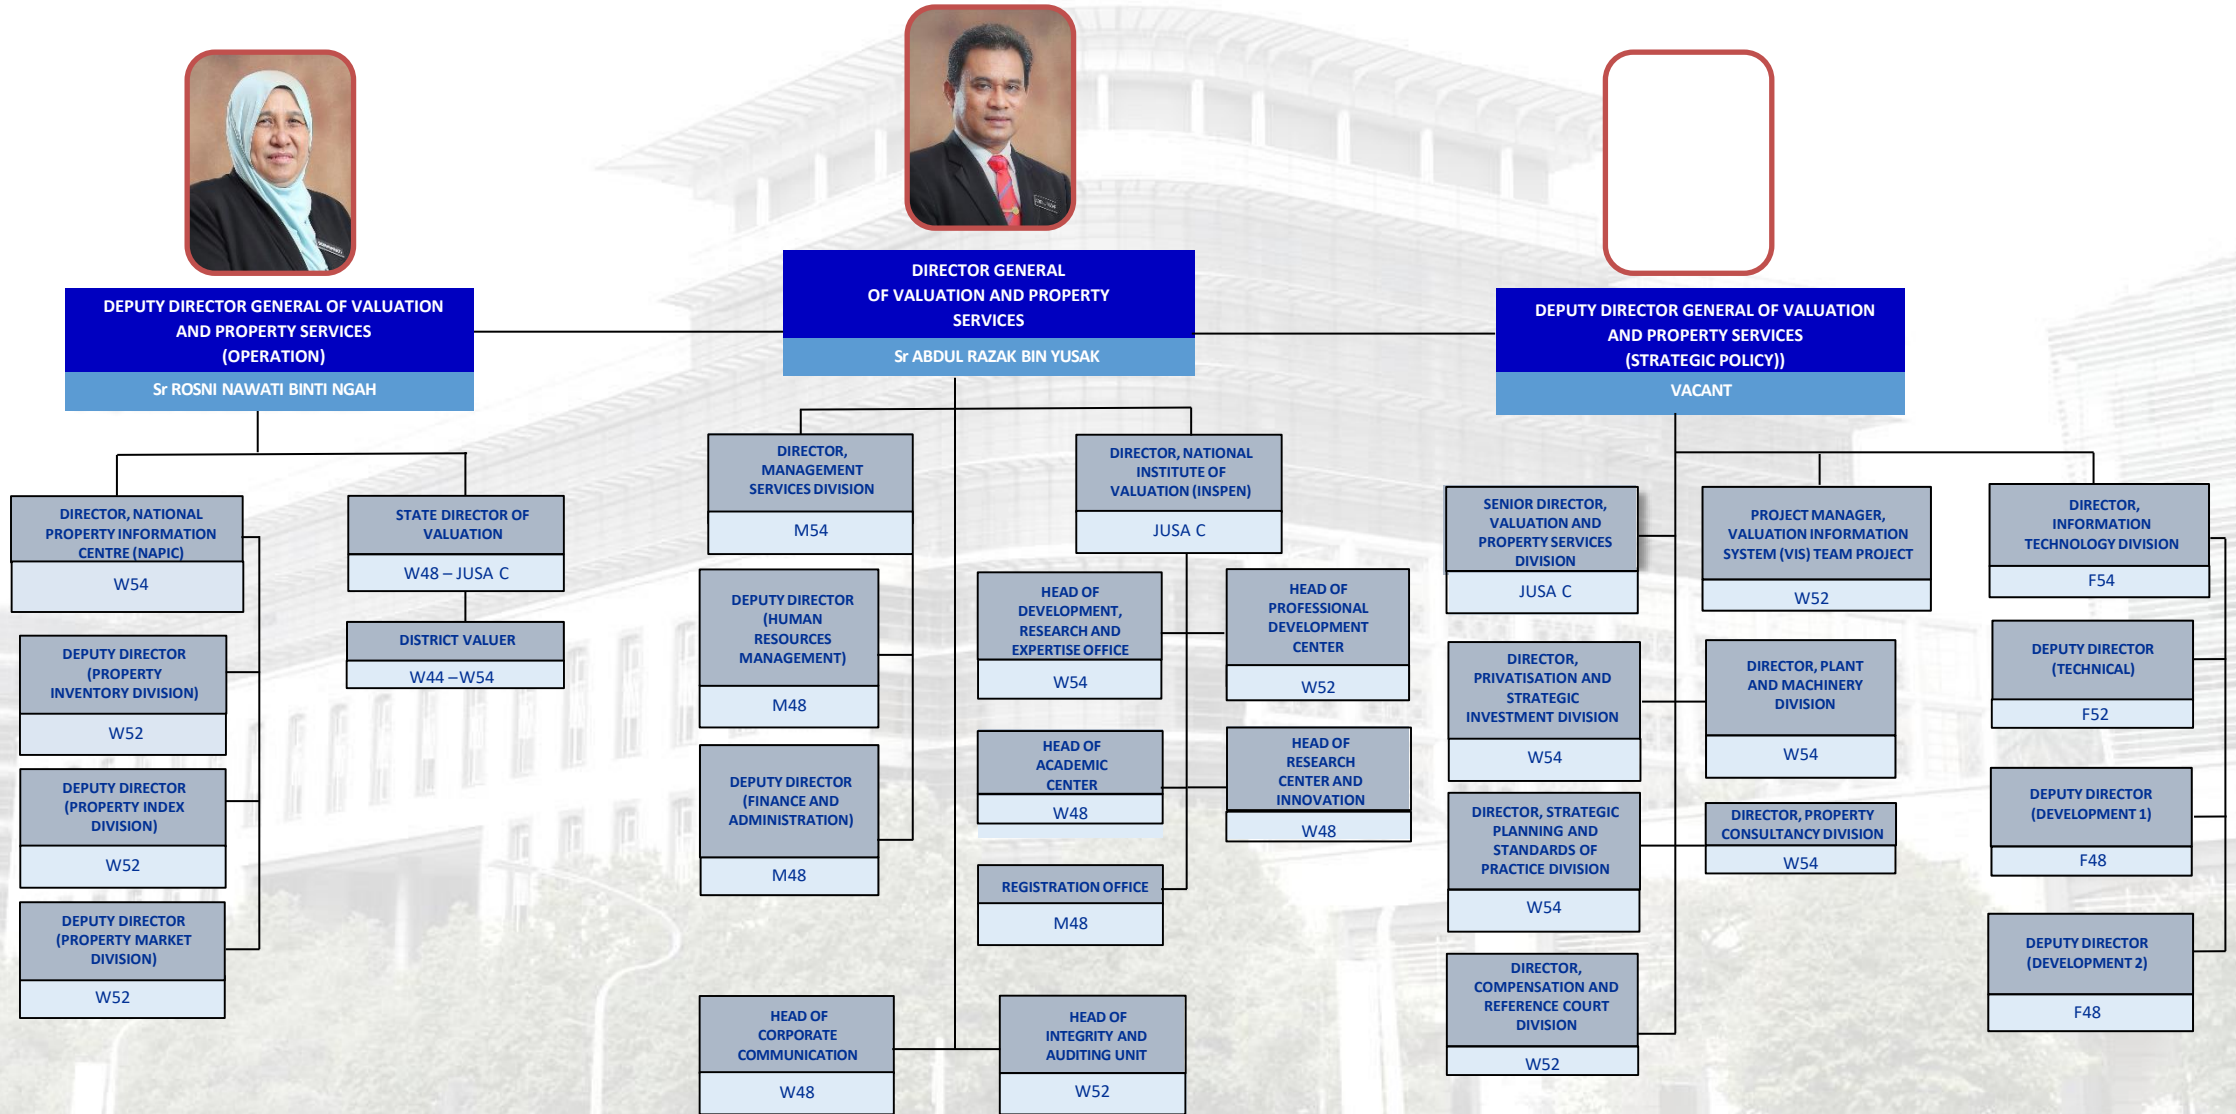 DEPUTY DIRECTOR GENERAL OF VALUATION
AND PROPERTY SERVICES
(OPERATION)
Sr ROSNI NAWATI BINTI NGAH
DIRECTOR GENERAL
OF VALUATION AND PROPERTY
SERVICES
Sr ABDUL RAZAK BIN YUSAK
DEPUTY DIRECTOR GENERAL OF VALUATION
AND PROPERTY SERVICES
(STRATEGIC POLICY))
VACANT
DIRECTOR, NATIONAL
PROPERTY INFORMATION
CENTRE (NAPIC)
W54
DEPUTY DIRECTOR
(PROPERTY
INVENTORY DIVISION)
W52
DEPUTY DIRECTOR
(PROPERTY INDEX
DIVISION)
W52
DEPUTY DIRECTOR
(PROPERTY MARKET
DIVISION)
W52
STATE DIRECTOR OF
VALUATION
W48 – JUSA C
DISTRICT VALUER
W44 – W54
DIRECTOR,
MANAGEMENT
SERVICES DIVISION
M54
DEPUTY DIRECTOR
(HUMAN
RESOURCES
MANAGEMENT)
M48
DEPUTY DIRECTOR
(FINANCE AND
ADMINISTRATION)
M48
DIRECTOR, NATIONAL
INSTITUTE OF
VALUATION (INSPEN)
JUSA C
HEAD OF
DEVELOPMENT,
RESEARCH AND
EXPERTISE OFFICE
W54
HEAD OF
PROFESSIONAL
DEVELOPMENT
CENTER
W52
HEAD OF
ACADEMIC
CENTER
W48
HEAD OF
RESEARCH
CENTER AND
INNOVATION
W48
REGISTRATION OFFICE
M48
HEAD OF
CORPORATE
COMMUNICATION
W48
HEAD OF
INTEGRITY AND
AUDITING UNIT
W52
SENIOR DIRECTOR,
VALUATION AND
PROPERTY SERVICES
DIVISION
JUSA C
PROJECT MANAGER,
VALUATION INFORMATION
SYSTEM (VIS) TEAM PROJECT
W52
DIRECTOR,
PRIVATISATION AND
STRATEGIC
INVESTMENT DIVISION
W54
DIRECTOR, PLANT
AND MACHINERY
DIVISION
W54
DIRECTOR, STRATEGIC
PLANNING AND
STANDARDS OF
PRACTICE DIVISION
W54
DIRECTOR, PROPERTY
CONSULTANCY DIVISION
W54
DIRECTOR,
COMPENSATION AND
REFERENCE COURT
DIVISION
W52
DIRECTOR,
INFORMATION
TECHNOLOGY DIVISION
F54
DEPUTY DIRECTOR
(TECHNICAL)
F52
DEPUTY DIRECTOR
(DEVELOPMENT 1)
F48
DEPUTY DIRECTOR
(DEVELOPMENT 2)
F48